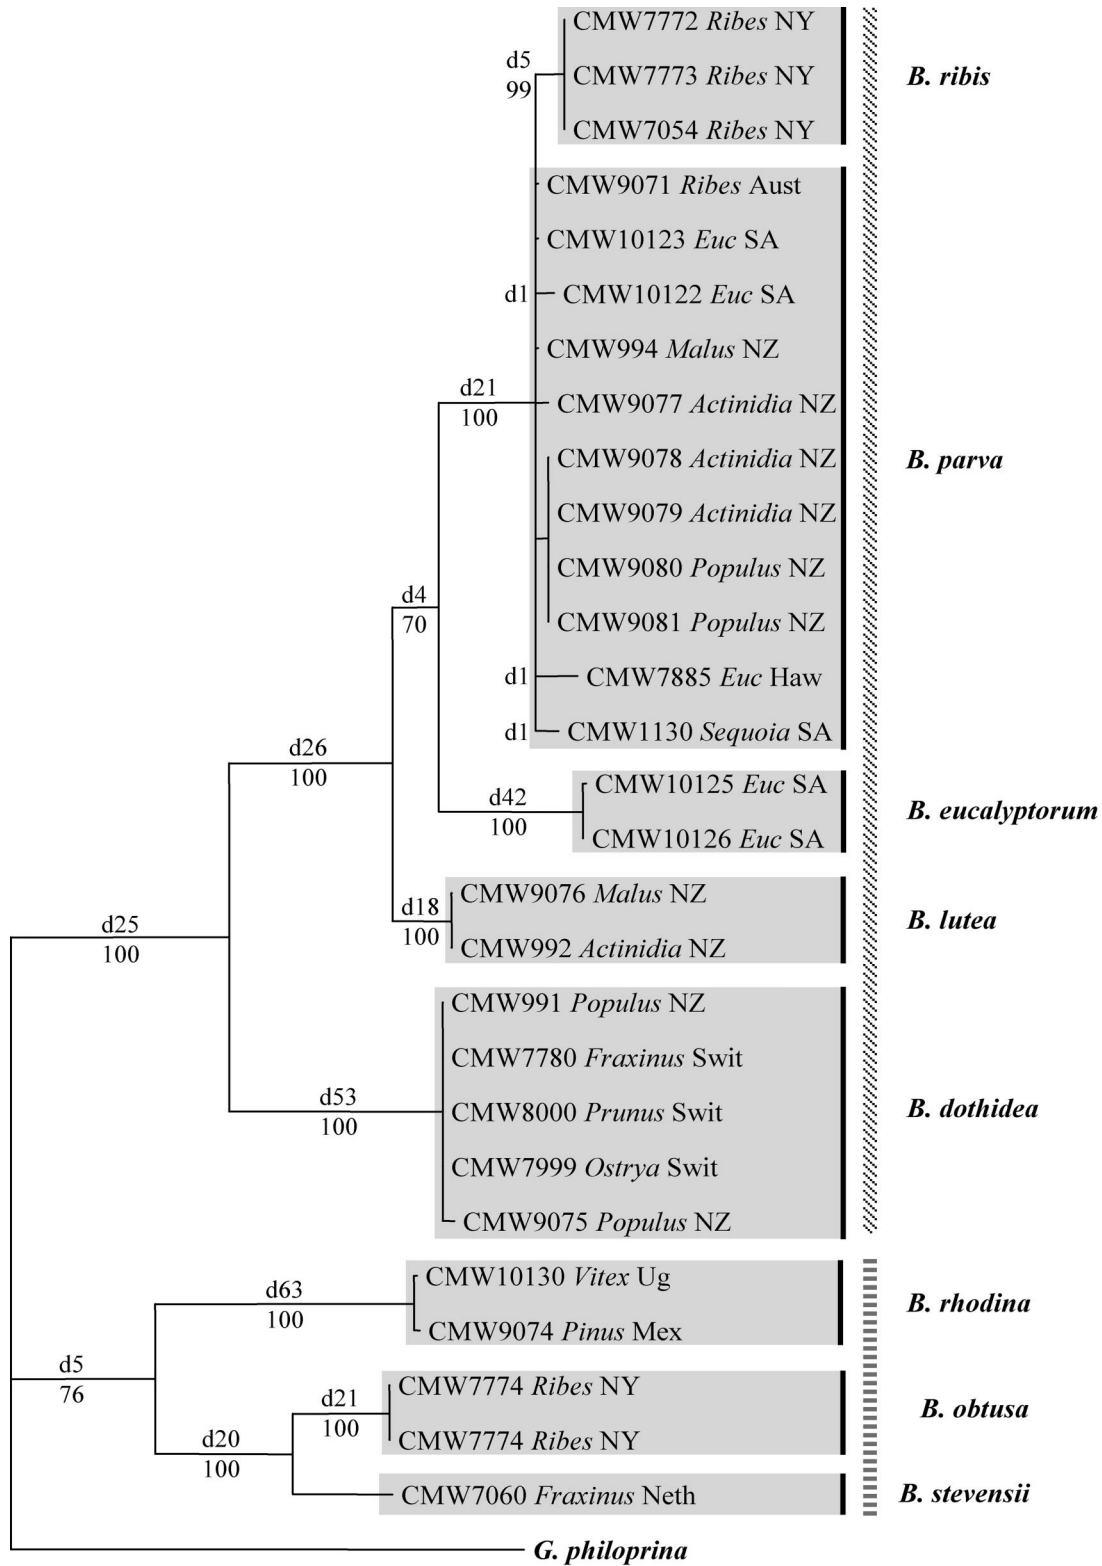 CMW7772 Ribes NY
d5
CMW7773 Ribes NY
B. ribis
99
CMW7054 Ribes NY
CMW9071 Ribes Aust
CMW10123 Euc SA
d1
CMW10122 Euc SA
CMW994 Malus NZ
d21
100
CMW9077 Actinidia NZ
CMW9078 Actinidia NZ
B. parva
CMW9079 Actinidia NZ
CMW9080 Populus NZ
d4
70
CMW9081 Populus NZ
d1
CMW7885 Euc Haw
d1
CMW1130 Sequoia SA
d26
100
CMW10125 Euc SA
d42
100
B. eucalyptorum
CMW10126 Euc SA
CMW9076 Malus NZ
d18
100
B. lutea
CMW992 Actinidia NZ
d25
100
CMW991 Populus NZ
CMW7780 Fraxinus Swit
d53
100
CMW8000 Prunus Swit
B. dothidea
CMW7999 Ostrya Swit
CMW9075 Populus NZ
CMW10130 Vitex Ug
d63
100
B. rhodina
CMW9074 Pinus Mex
d5
76
CMW7774 Ribes NY
d21
100
B. obtusa
CMW7774 Ribes NY
d20
100
CMW7060 Fraxinus Neth
B. stevensii
G. philoprina